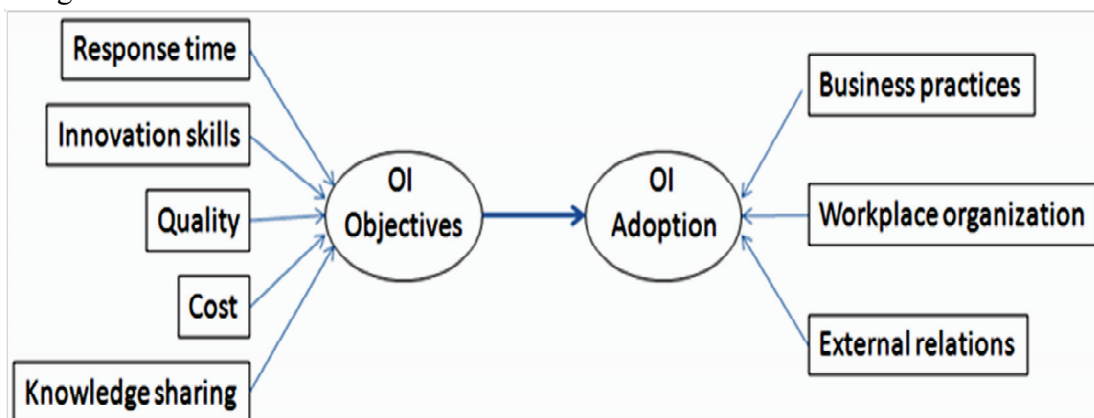 Response time
Innovation skills
Quality
Cost
Knowledge sharing
OI
Objectives
OI
Adoption
Business practices
Workplace organization
External relations